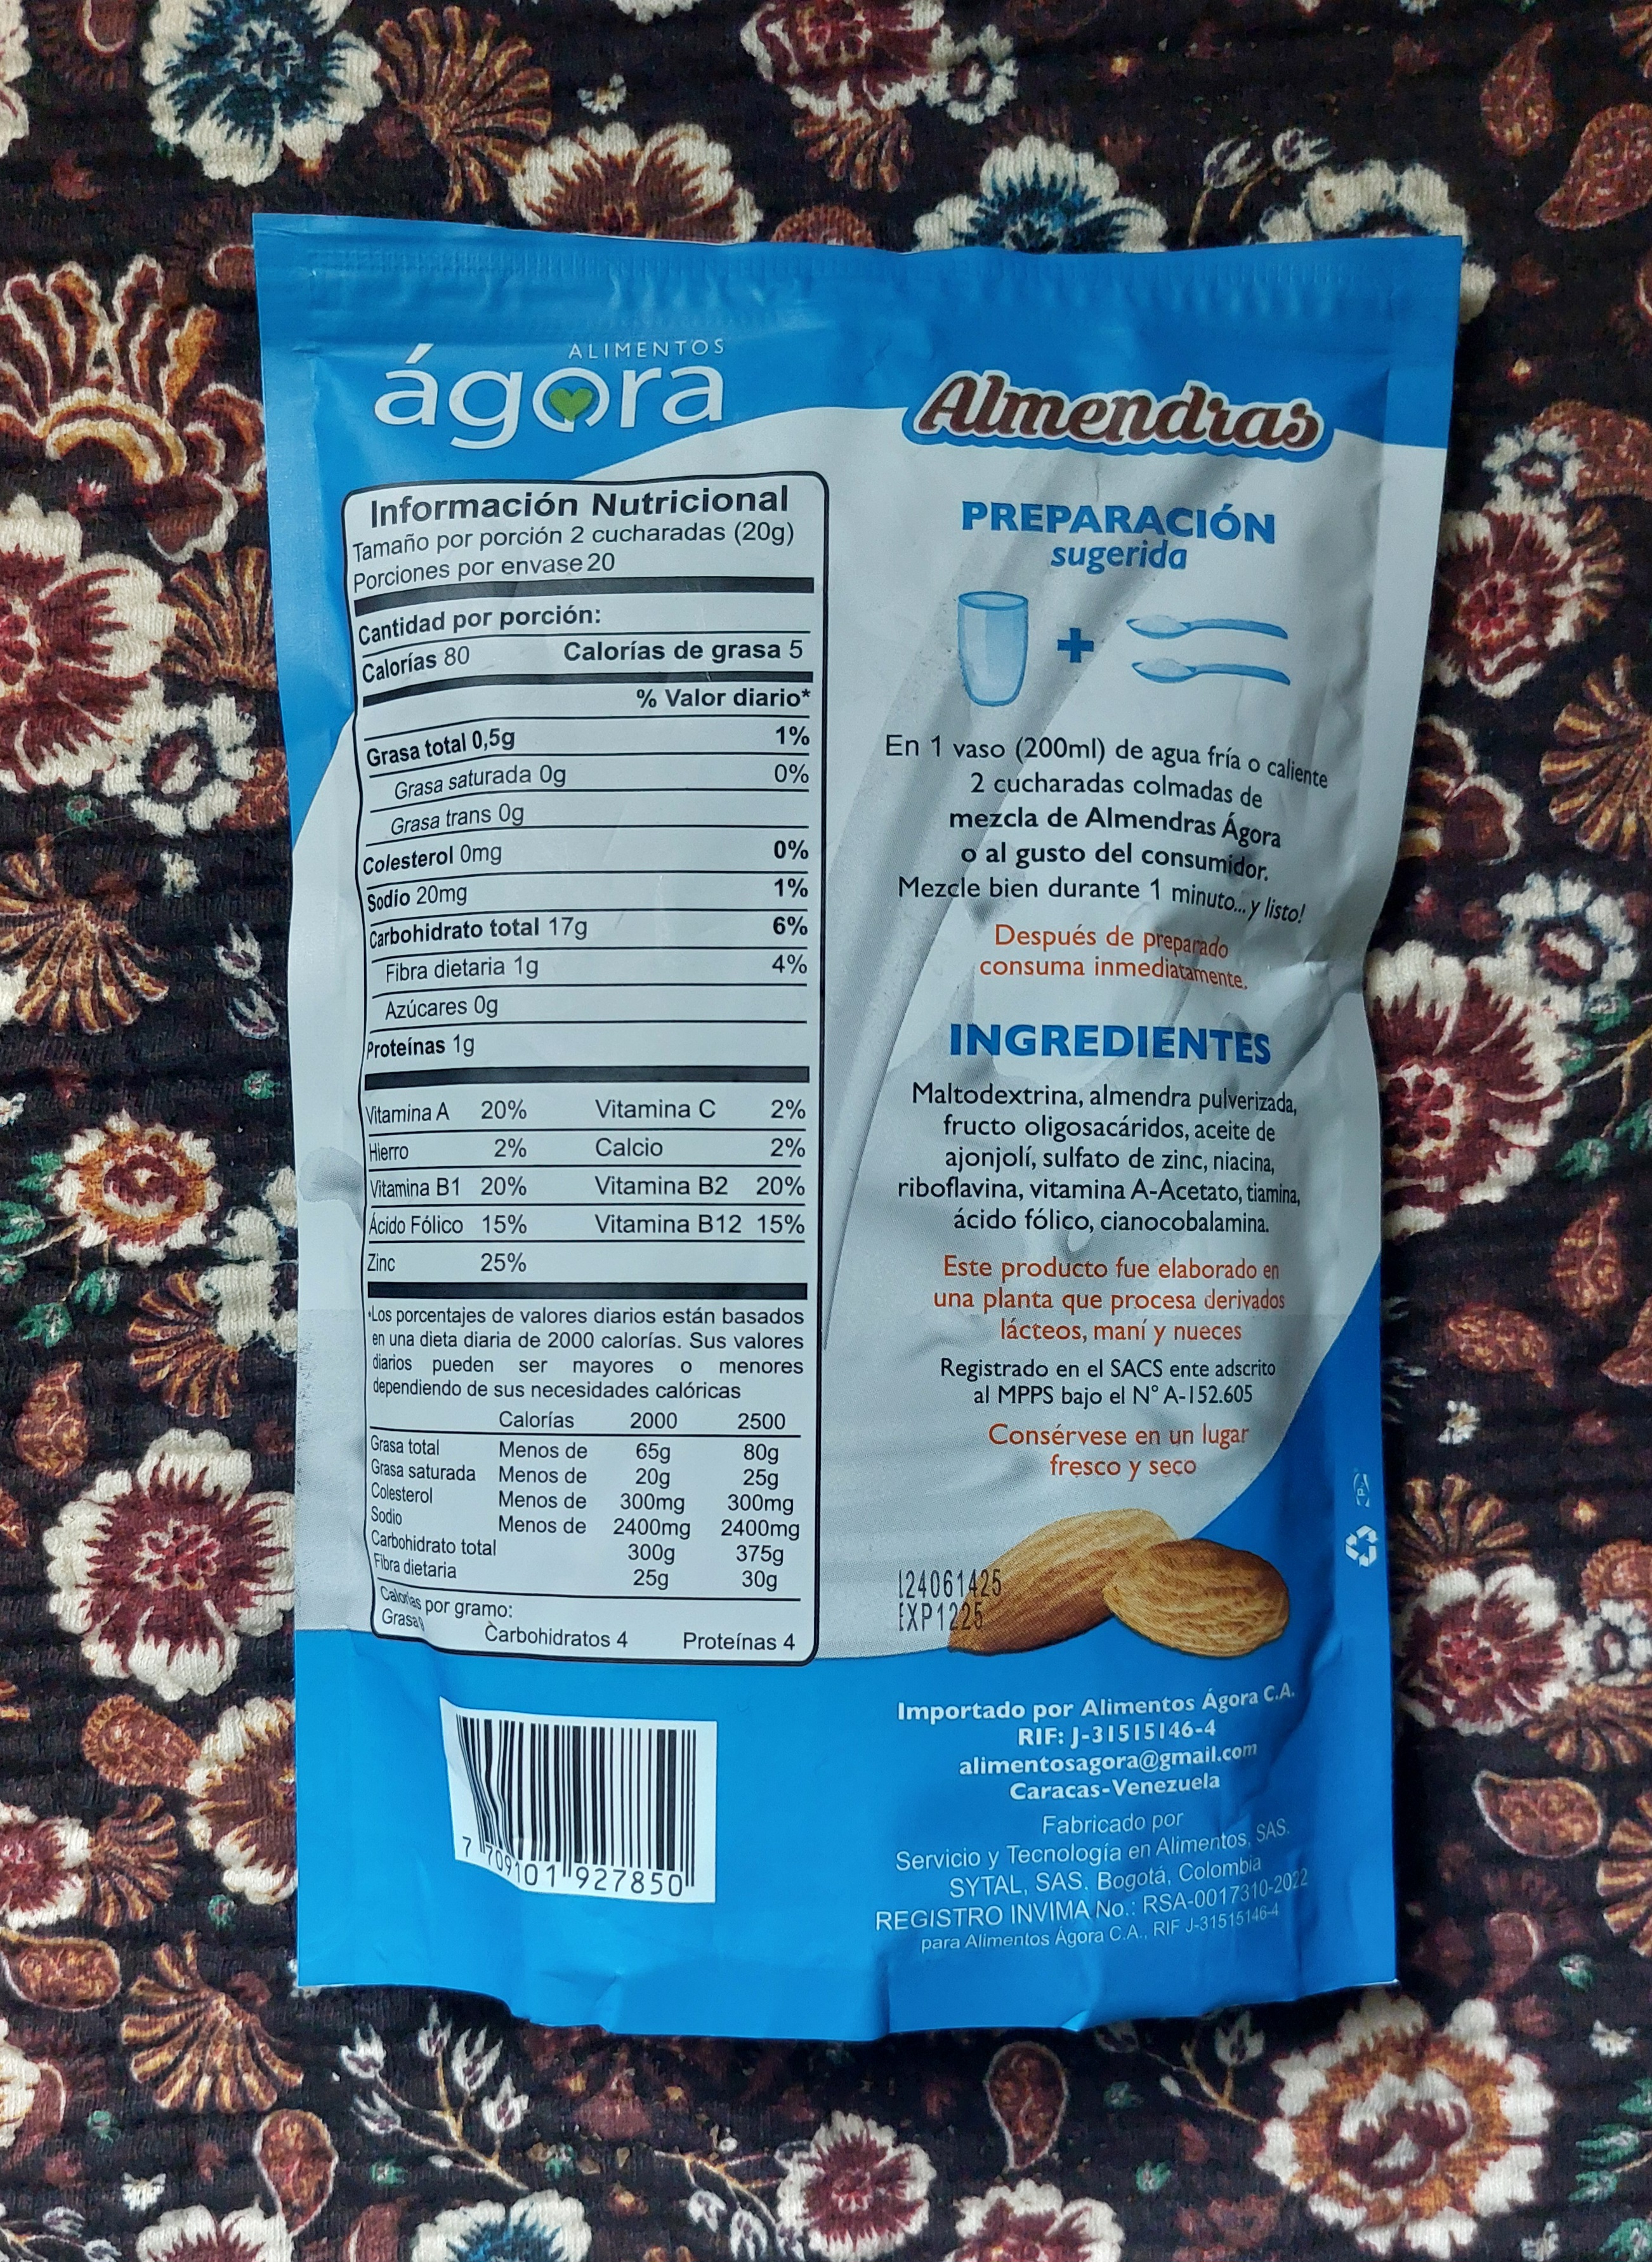 ALIMENTOS
ágora
Almendras
Información Nutricional
Tamaño por porción 2 cucharadas (20g)
Porciones por envase 20
Cantidad por porción:
Calorías 80 Calorías de grasa 5
% Valor diario*
Grasa total 0,5g 1%
Grasa saturada 0g 0%
Grasa trans 0g
Colesterol 0mg 0%
Sodio 20mg 1%
Carbohidrato total 17g 6%
Fibra dietaria 1g 4%
Azúcares 0g
Proteínas 1g
Vitamina A 20% Vitamina C 2%
Hierro 2% Calcio 2%
Vitamina B1 20% Vitamina B2 20%
Ácido Fólico 15% Vitamina B12 15%
Zinc 25%
*Los porcentajes de valores diarios están basados
en una dieta diaria de 2000 calorías. Sus valores
diarios pueden ser mayores o menores
dependiendo de sus necesidades calóricas
Calorías 2000 2500
Grasa total Menos de 65g 80g
Grasa saturada Menos de 20g 25g
Colesterol Menos de 300mg 300mg
Sodio Menos de 2400mg 2400mg
Carbohidrato total 300g 375g
Fibra dietaria 25g 30g
Calorías por gramo:
Grasa 9 Carbohidratos 4 Proteínas 4
7 709101 927850
PREPARACIÓN
sugerida
+
En 1 vaso (200ml) de agua fría o caliente
2 cucharadas colmadas de
mezcla de Almendras Ágora
o al gusto del consumidor.
Mezcle bien durante 1 minuto...y listo!
Después de preparado
consuma inmediatamente.
INGREDIENTES
Maltodextrina, almendra pulverizada,
fructo oligosacáridos, aceite de
ajonjolí, sulfato de zinc, niacina,
riboflavina, vitamina A-Acetato, tiamina,
ácido fólico, cianocobalamina.
Este producto fue elaborado en
una planta que procesa derivados
lácteos, maní y nueces
Registrado en el SACS ente adscrito
al MPPS bajo el N° A-152.605
Consérvese en un lugar
fresco y seco
L24061425
EXP1225
Importado por Alimentos Ágora C.A.
RIF: J-31515146-4
alimentosagora@gmail.com
Caracas-Venezuela
Fabricado por
Servicio y Tecnología en Alimentos, SAS.
SYTAL, SAS. Bogotá, Colombia
REGISTRO INVIMA No.: RSA-0017310-2022
para Alimentos Ágora C.A., RIF J-31515146-4